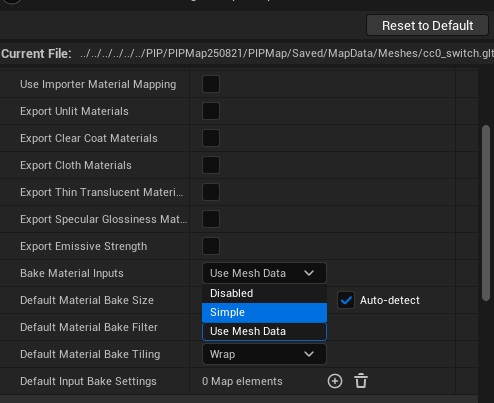 Reset to Default
Current File: ../../../../../../PIP/PIPMap250821/PIPMap/Saved/MapData/Meshes/cc0_switch.glt
Use Importer Material Mapping
Export Unlit Materials
Export Clear Coat Materials
Export Cloth Materials
Export Thin Translucent Materi...
Export Specular Glossiness Mat...
Export Emissive Strength
Bake Material Inputs Use Mesh Data
Disabled
Default Material Bake Size Auto-detect
Simple
Default Material Bake Filter Use Mesh Data
Default Material Bake Tiling Wrap
Default Input Bake Settings 0 Map elements